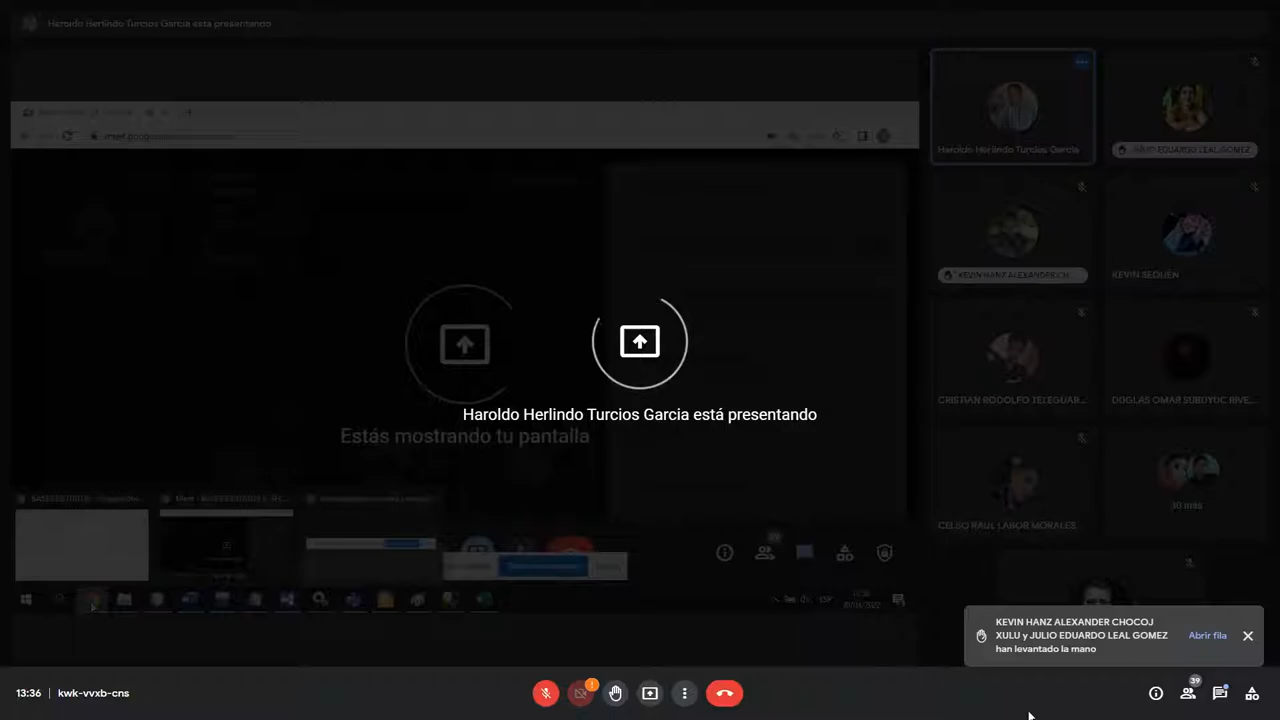 Haroldo Herlindo Turcios Garcia está presentando
Haroldo Herlindo Turcios Garcia
JULIO EDUARDO LEAL GOMEZ
KEVIN HANZ ALEXANDER CH...
KEVIN SEDIJEN
CRISTIAN RODOLFO TELEGUAR...
DUGLAS OMAR SUBUYUC RIVE...
Haroldo Herlindo Turcios Garcia está presentando
Estás mostrando tu pantalla
CELSO RAUL LABOR MORALES
30 más
KEVIN HANZ ALEXANDER CHOCOJ
XULU y JULIO EDUARDO LEAL GOMEZ
han levantado la mano
Abrir fila
13:36 | kwk-vvxb-cns
39